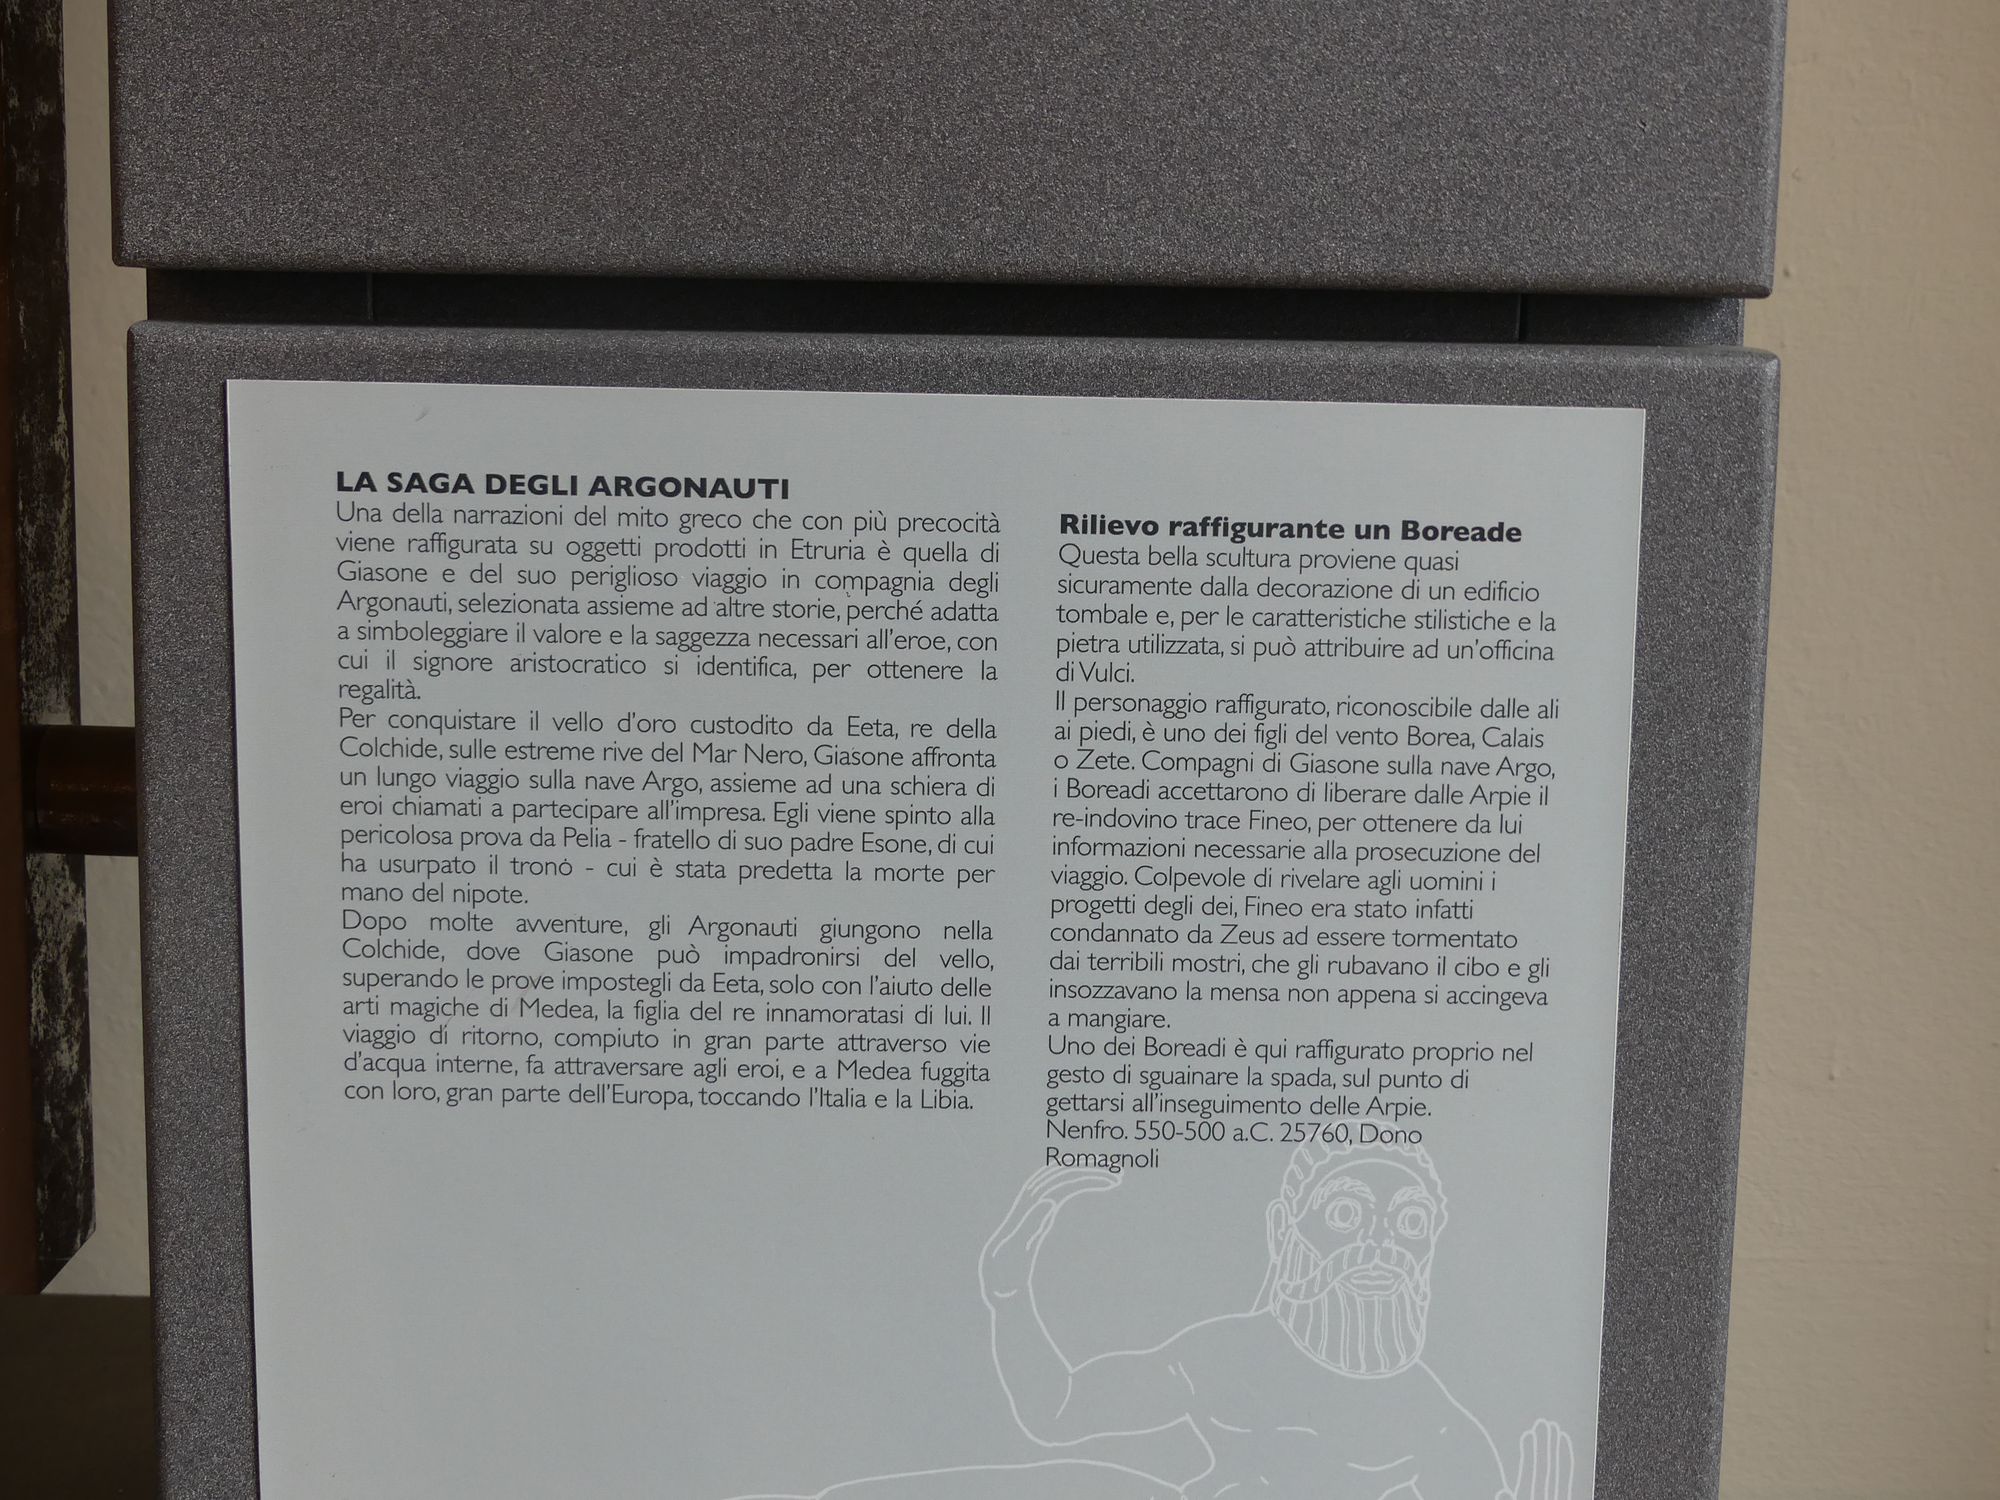 LA SAGA DEGLI ARGONAUTI
Una della narrazioni del mito greco che con più precocità
viene raffigurata su oggetti prodotti in Etruria è quella di
Giasone e del suo periglioso viaggio in compagnia degli
Argonauti, selezionata assieme ad altre storie, perché adatta
a simboleggiare il valore e la saggezza necessari all'eroe, con
cui il signore aristocratico si identifica, per ottenere la
regalità.
Per conquistare il vello d'oro custodito da Eeta, re della
Colchide, sulle estreme rive del Mar Nero, Giasone affronta
un lungo viaggio sulla nave Argo, assieme ad una schiera di
eroi chiamati a partecipare all'impresa. Egli viene spinto alla
pericolosa prova da Pelia - fratello di suo padre Esone, di cui
ha usurpato il trono - cui è stata predetta la morte per
mano del nipote.
Dopo molte avventure, gli Argonauti giungono nella
Colchide, dove Giasone può impadronirsi del vello,
superando le prove impostegli da Eeta, solo con l'aiuto delle
arti magiche di Medea, la figlia del re innamoratasi di lui. Il
viaggio di ritorno, compiuto in gran parte attraverso vie
d'acqua interne, fa attraversare agli eroi, e a Medea fuggita
con loro, gran parte dell'Europa, toccando l'Italia e la Libia.
Rilievo raffigurante un Boreade
Questa bella scultura proviene quasi
sicuramente dalla decorazione di un edificio
tombale e, per le caratteristiche stilistiche e la
pietra utilizzata, si può attribuire ad un'officina
di Vulci.
Il personaggio raffigurato, riconoscibile dalle ali
ai piedi, è uno dei figli del vento Borea, Calais
o Zete. Compagni di Giasone sulla nave Argo,
i Boreadi accettarono di liberare dalle Arpie il
re-indovino trace Fineo, per ottenere da lui
informazioni necessarie alla prosecuzione del
viaggio. Colpevole di rivelare agli uomini i
progetti degli dei, Fineo era stato infatti
condannato da Zeus ad essere tormentato
dai terribili mostri, che gli rubavano il cibo e gli
insozzavano la mensa non appena si accingeva
a mangiare.
Uno dei Boreadi è qui raffigurato proprio nel
gesto di sguainare la spada, sul punto di
gettarsi all'inseguimento delle Arpie.
Nenfro. 550-500 a.C. 25760, Dono
Romagnoli